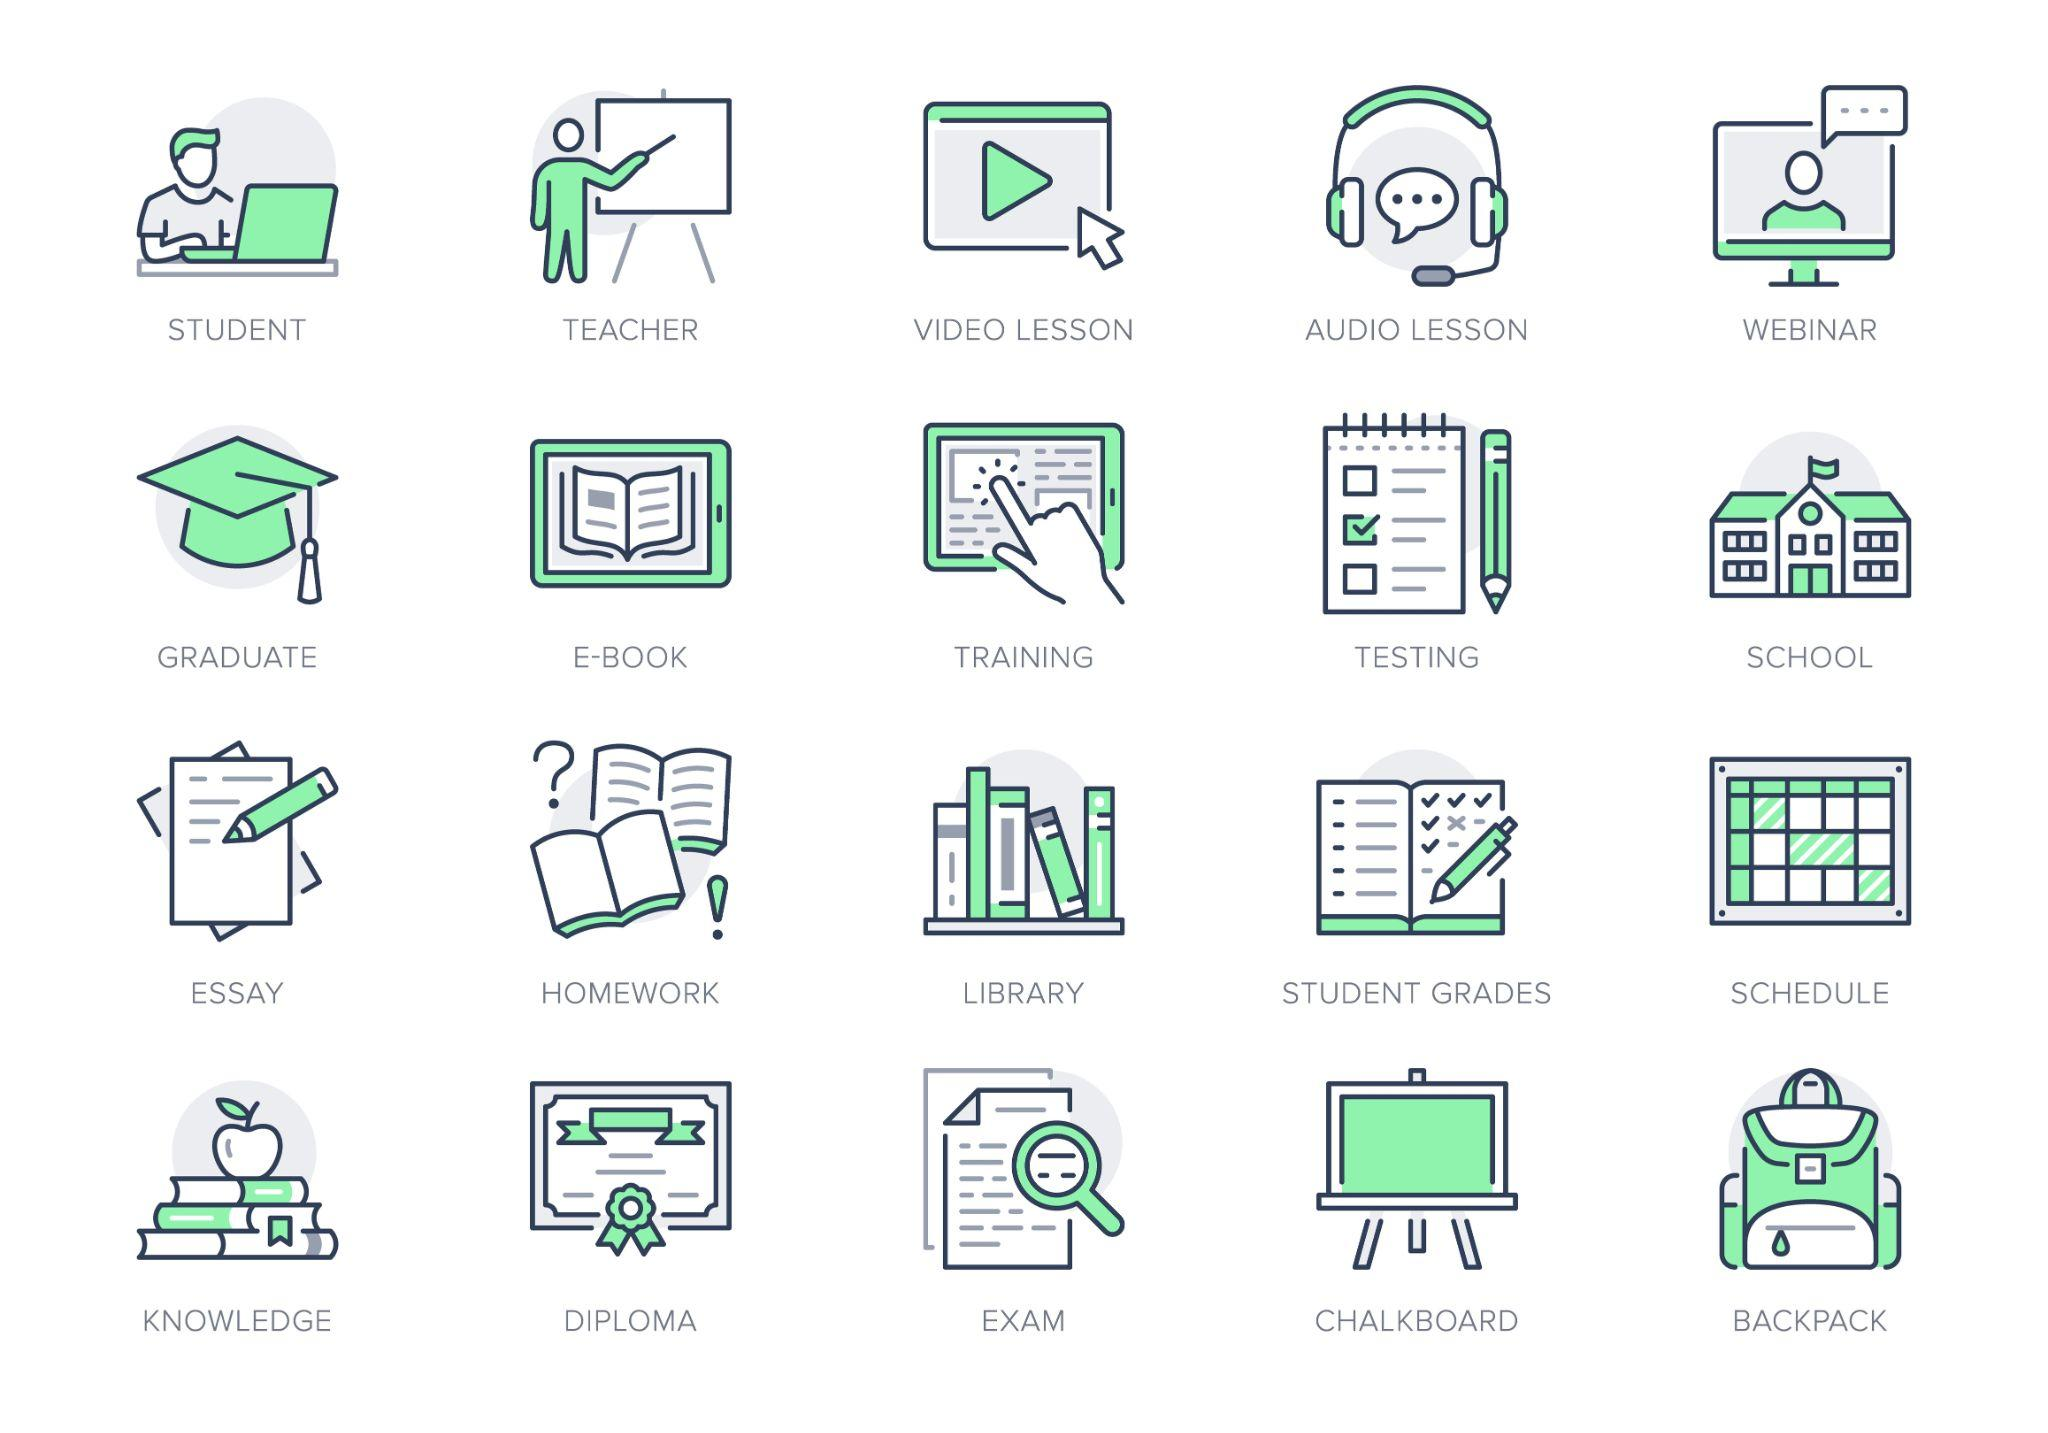 STUDENT
TEACHER
VIDEO LESSON
AUDIO LESSON
WEBINAR
GRADUATE
E-BOOK
TRAINING
TESTING
SCHOOL
ESSAY
HOMEWORK
LIBRARY
STUDENT GRADES
SCHEDULE
KNOWLEDGE
DIPLOMA
EXAM
CHALKBOARD
BACKPACK